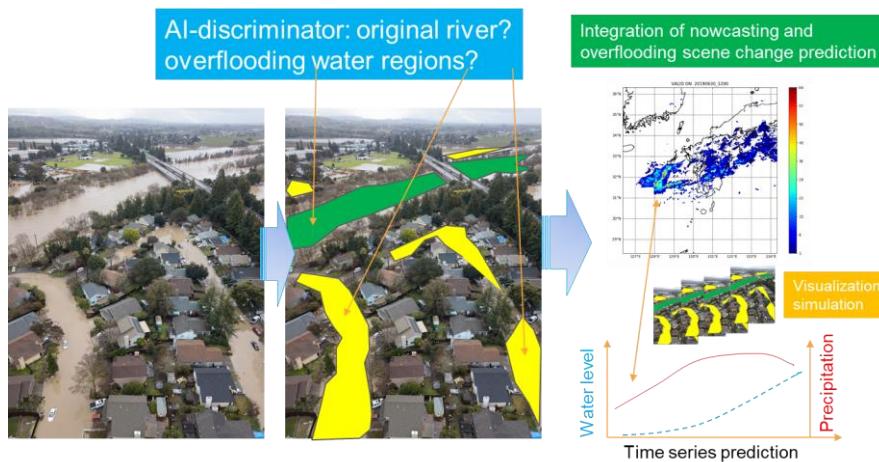 AI-discriminator: original river?
overflooding water regions?
Integration of nowcasting and
overflooding scene change prediction
Visualization
simulation
Water level
Precipitation
Time series prediction